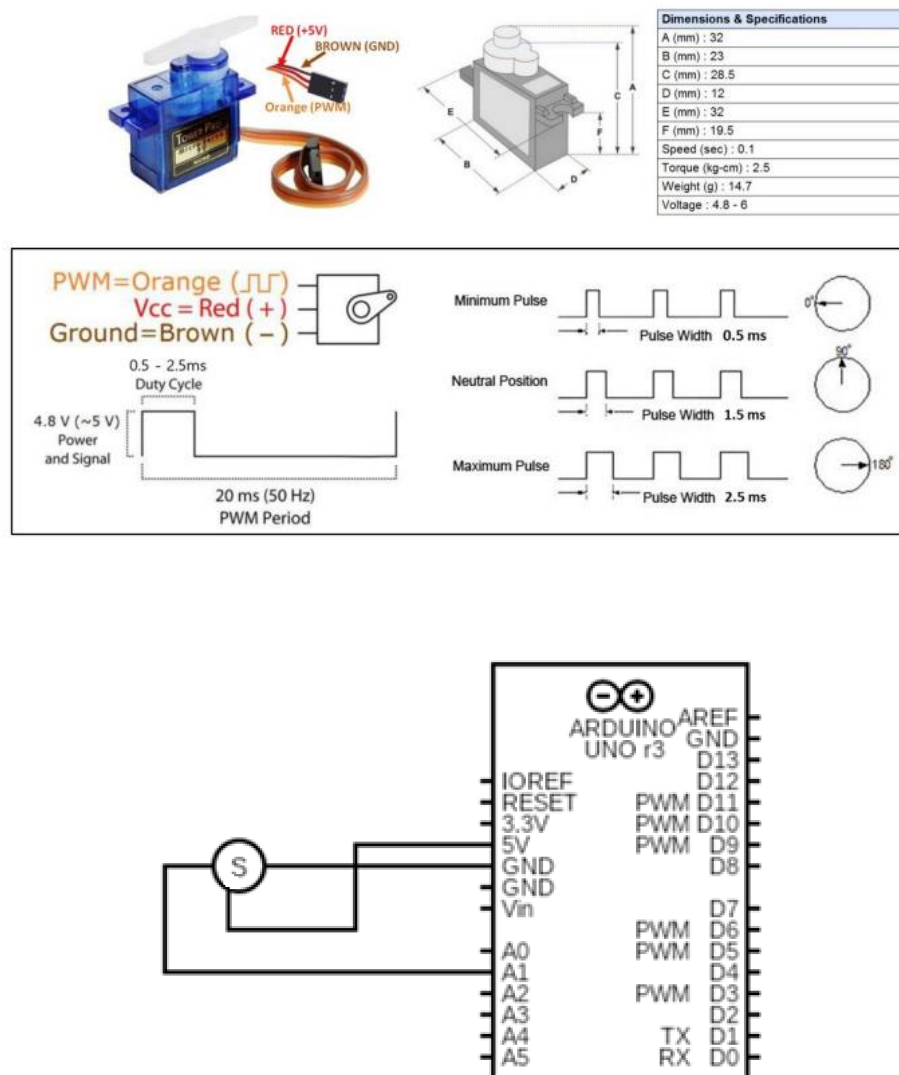 RED (+5V)
BROWN (GND)
Orange (PWM)
TOWER PRO
A
C
E
F
B
D
Dimensions & Specifications
A (mm) : 32
B (mm) : 23
C (mm) : 28.5
D (mm) : 12
E (mm) : 32
F (mm) : 19.5
Speed (sec) : 0.1
Torque (kg-cm) : 2.5
Weight (g) : 14.7
Voltage : 4.8 - 6
PWM=Orange (⎍⎍)
Vcc = Red ( + )
Ground=Brown ( − )
0.5 - 2.5ms
Duty Cycle
4.8 V (~5 V)
Power
and Signal
20 ms (50 Hz)
PWM Period
Minimum Pulse
Pulse Width 0.5 ms
0°
Neutral Position
Pulse Width 1.5 ms
90°
Maximum Pulse
Pulse Width 2.5 ms
180°
ARDUINO
UNO r3
S
IOREF
RESET
3.3V
5V
GND
GND
Vin
A0
A1
A2
A3
A4
A5
AREF
GND
D13
D12
PWM D11
PWM D10
PWM D9
D8
D7
PWM D6
PWM D5
D4
PWM D3
D2
TX D1
RX D0